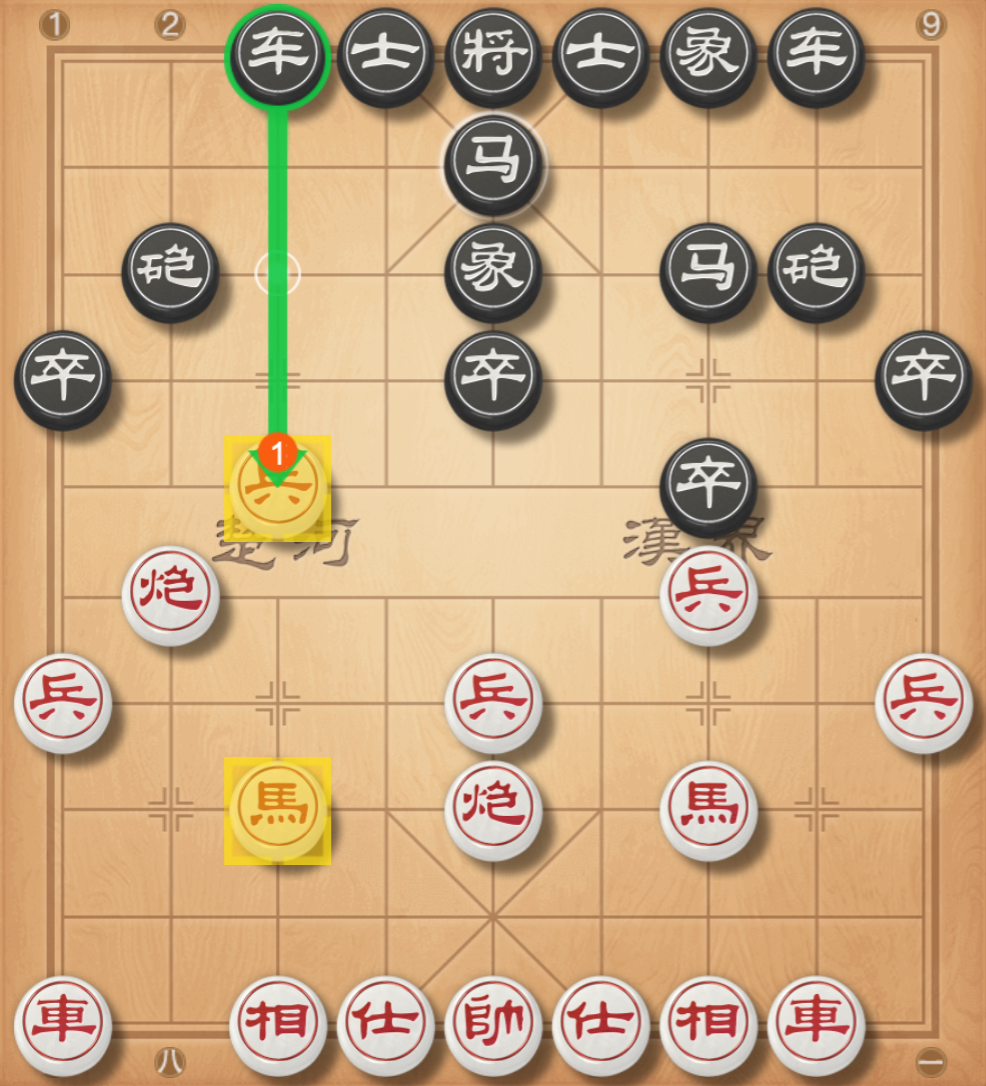 1 2 9
车 士 将 士 象 车
马
砲 象 马 砲
卒 卒 卒
1
兵 卒
楚河 漢界
炮 兵
兵 兵 兵
馬 炮 馬
車 相 仕 帥 仕 相 車
八 一